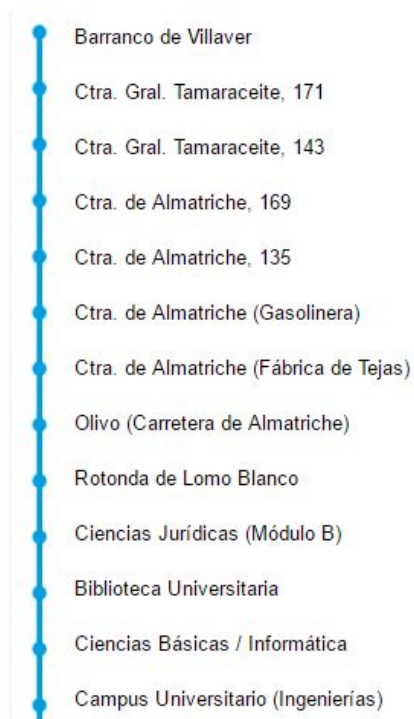 Barranco de Villaver
Ctra. Gral. Tamaraceite, 171
Ctra. Gral. Tamaraceite, 143
Ctra. de Almatriche, 169
Ctra. de Almatriche, 135
Ctra. de Almatriche (Gasolinera)
Ctra. de Almatriche (Fábrica de Tejas)
Olivo (Carretera de Almatriche)
Rotonda de Lomo Blanco
Ciencias Jurídicas (Módulo B)
Biblioteca Universitaria
Ciencias Básicas / Informática
Campus Universitario (Ingenierías)